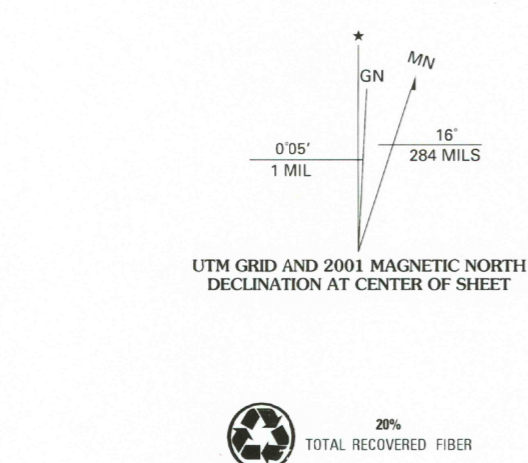 ★
GN
MN
0°05′
1 MIL
16°
284 MILS
UTM GRID AND 2001 MAGNETIC NORTH
DECLINATION AT CENTER OF SHEET
20%
TOTAL RECOVERED FIBER